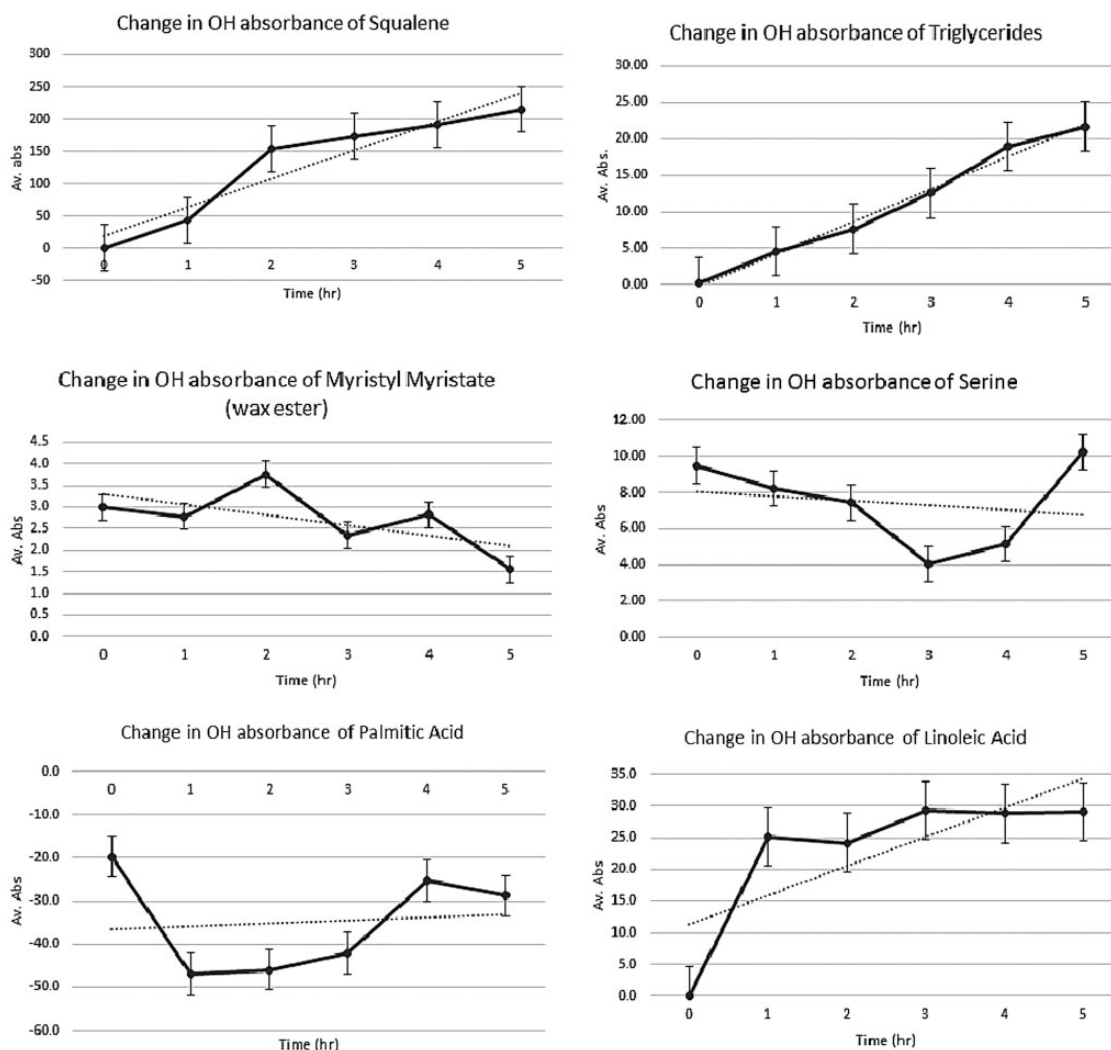 Change in OH absorbance of Squalene
300
250
200
150
100
50
0
-50
Av. abs
0 1 2 3 4 5
Time (hr)
Change in OH absorbance of Triglycerides
30.00
25.00
20.00
15.00
10.00
5.00
0.00
Av. Abs.
0 1 2 3 4 5
Time (hr)
Change in OH absorbance of Myristyl Myristate
(wax ester)
4.5
4.0
3.5
3.0
2.5
2.0
1.5
1.0
0.5
0.0
Av. Abs
0 1 2 3 4 5
Time (hr)
Change in OH absorbance of Serine
12.00
10.00
8.00
6.00
4.00
2.00
0.00
Av. Abs
0 1 2 3 4 5
Time (hr)
Change in OH absorbance of Palmitic Acid
0.0
-10.0
-20.0
-30.0
-40.0
-50.0
-60.0
Av. Abs
0 1 2 3 4 5
Time (hr)
Change in OH absorbance of Linoleic Acid
35.0
30.0
25.0
20.0
15.0
10.0
5.0
0.0
Av. Abs
0 1 2 3 4 5
Time (hr)